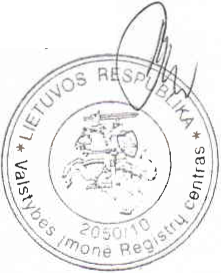 LIETUVOS RESPUBLIKA
2050/10
* Valstybės įmonė Registrų centras *